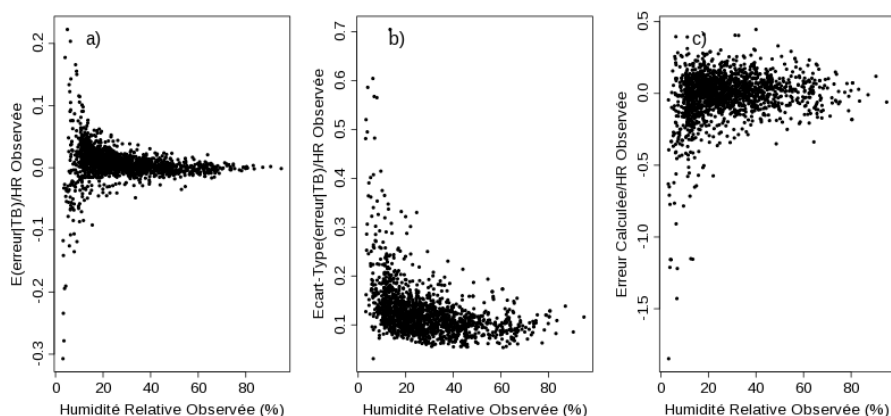 a)
E(erreur|TB)/HR Observée
0.2
0.1
0.0
-0.1
-0.2
-0.3
0 20 40 60 80
Humidité Relative Observée (%)
b)
Ecart-Type(erreur|TB)/HR Observée
0.7
0.6
0.5
0.4
0.3
0.2
0.1
0 20 40 60 80
Humidité Relative Observée (%)
c)
Erreur Calculée/HR Observée
0.5
0.0
-0.5
-1.0
-1.5
0 20 40 60 80
Humidité Relative Observée (%)